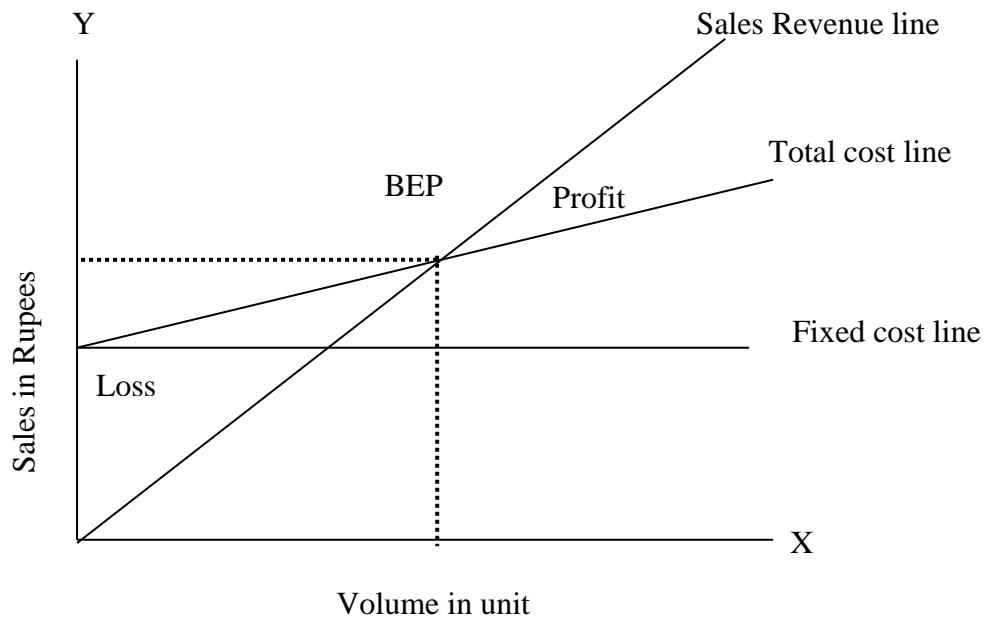 Y
Sales Revenue line
Total cost line
BEP
Profit
Sales in Rupees
Fixed cost line
Loss
X
Volume in unit